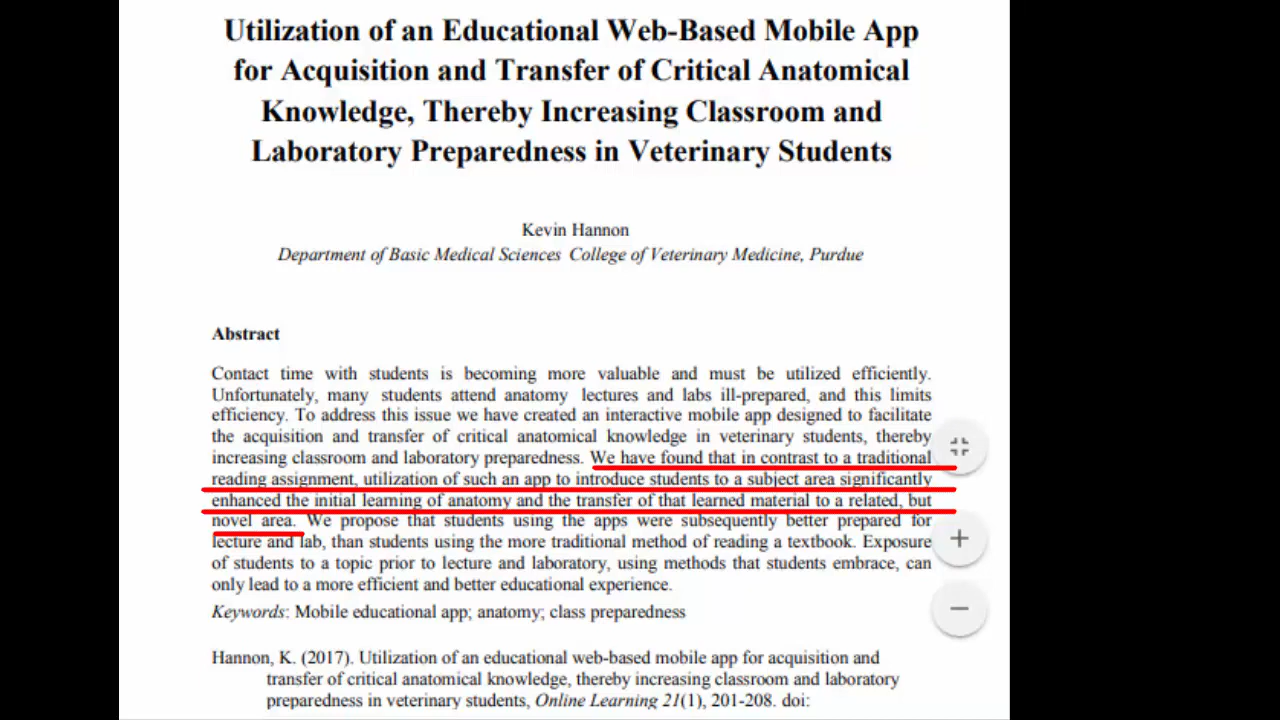 Utilization of an Educational Web-Based Mobile App
for Acquisition and Transfer of Critical Anatomical
Knowledge, Thereby Increasing Classroom and
Laboratory Preparedness in Veterinary Students
Kevin Hannon
Department of Basic Medical Sciences College of Veterinary Medicine, Purdue
Abstract
Contact time with students is becoming more valuable and must be utilized efficiently.
Unfortunately, many students attend anatomy lectures and labs ill-prepared, and this limits
efficiency. To address this issue we have created an interactive mobile app designed to facilitate
the acquisition and transfer of critical anatomical knowledge in veterinary students, thereby
increasing classroom and laboratory preparedness. We have found that in contrast to a traditional
reading assignment, utilization of such an app to introduce students to a subject area significantly
enhanced the initial learning of anatomy and the transfer of that learned material to a related, but
novel area. We propose that students using the apps were subsequently better prepared for
lecture and lab, than students using the more traditional method of reading a textbook. Exposure
of students to a topic prior to lecture and laboratory, using methods that students embrace, can
only lead to a more efficient and better educational experience.
Keywords: Mobile educational app; anatomy; class preparedness
Hannon, K. (2017). Utilization of an educational web-based mobile app for acquisition and
transfer of critical anatomical knowledge, thereby increasing classroom and laboratory
preparedness in veterinary students, Online Learning 21(1), 201-208. doi: